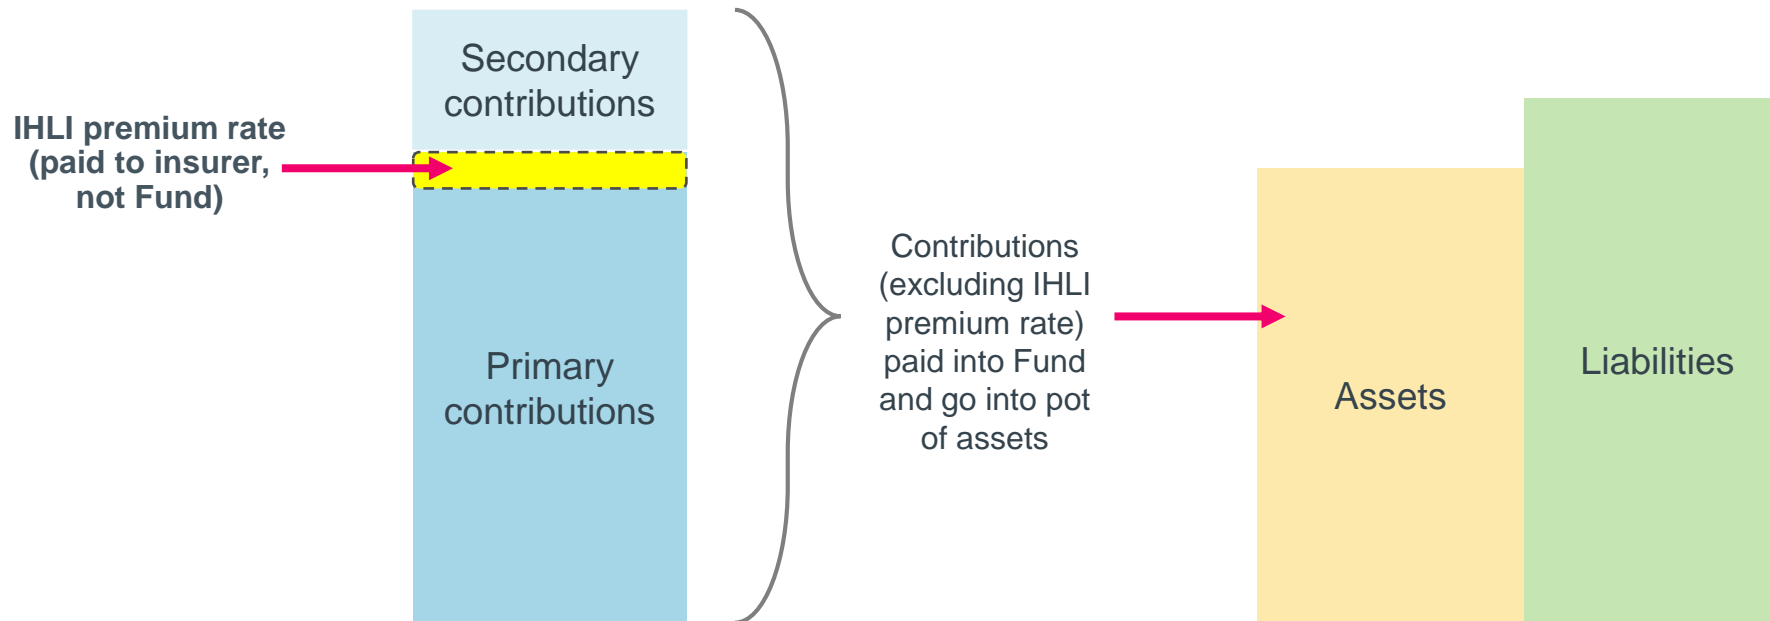 Secondary
contributions
IHLI premium rate
(paid to insurer,
not Fund)
Primary
contributions
Contributions
(excluding IHLI
premium rate)
paid into Fund
and go into pot
of assets
Assets
Liabilities